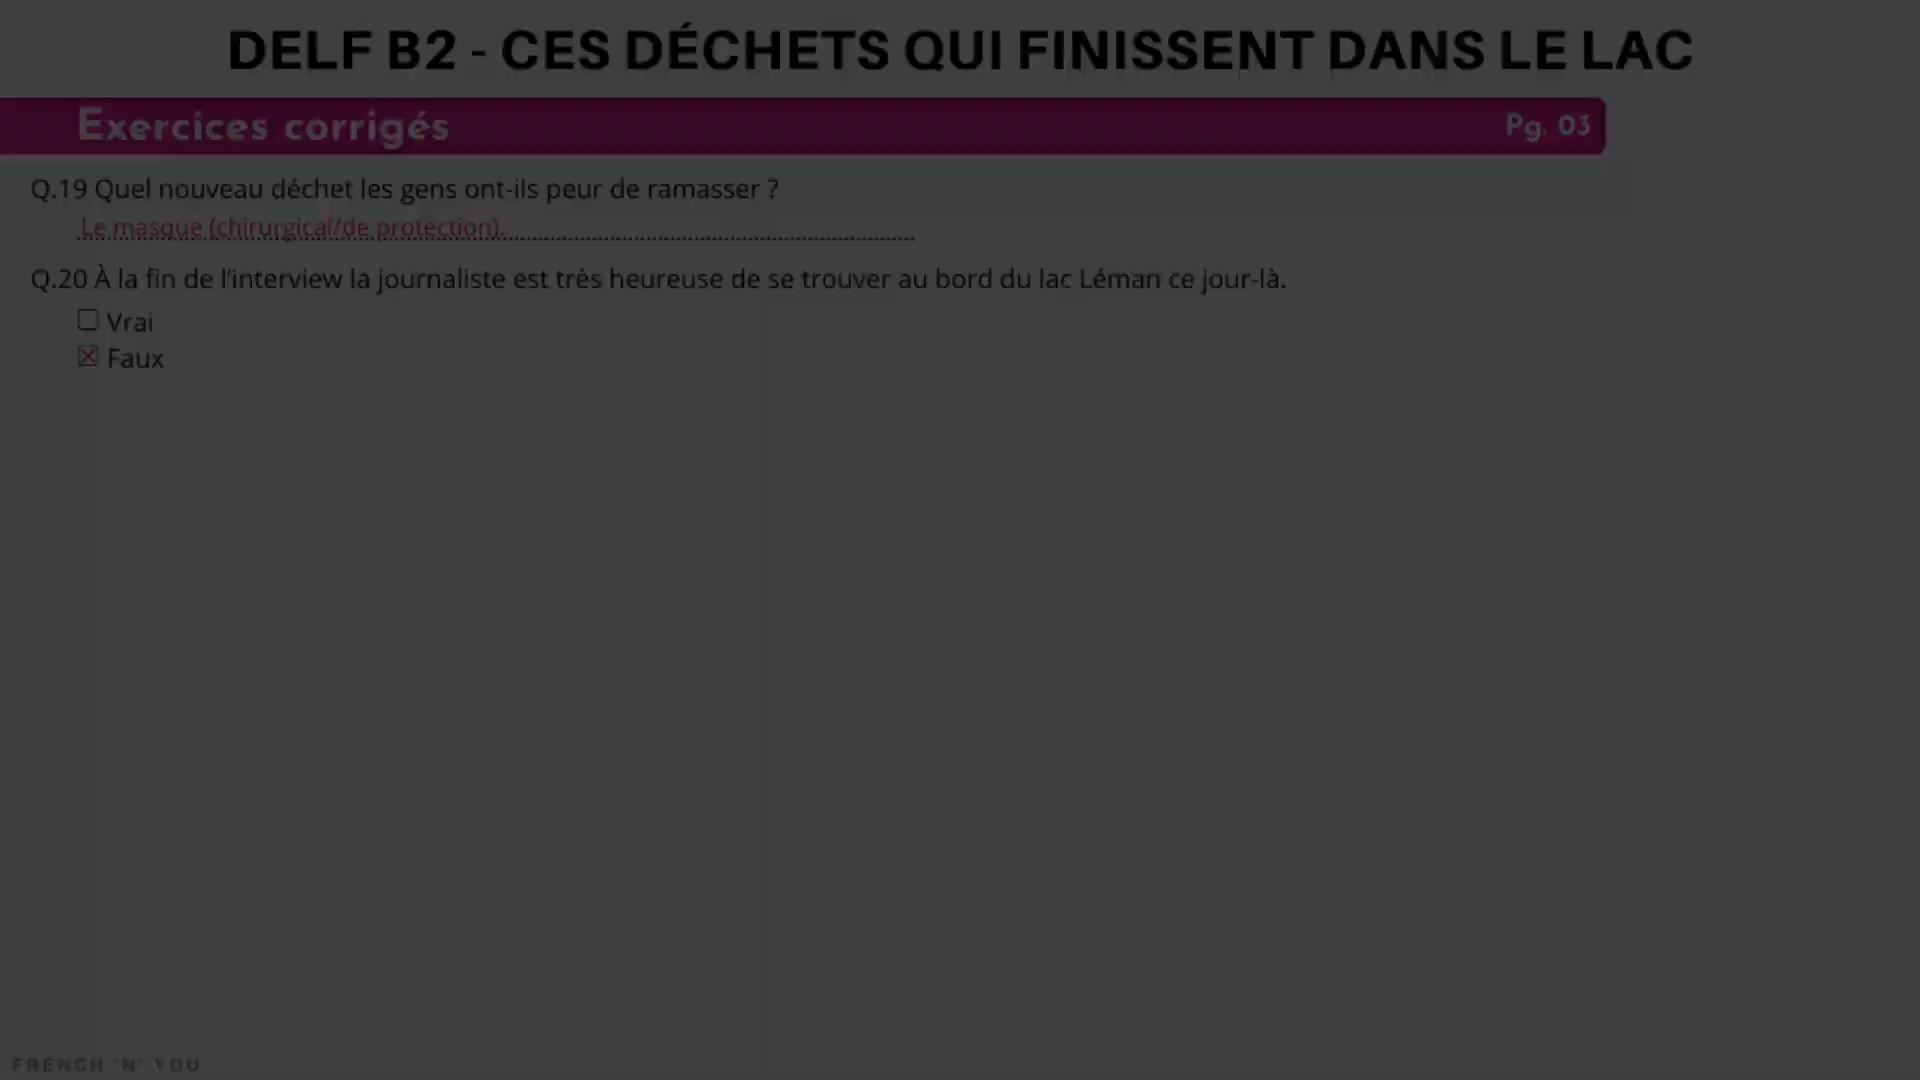 DELF B2 - CES DÉCHETS QUI FINISSENT DANS LE LAC
Exercices corrigés
Pg. 03
Q.19 Quel nouveau déchet les gens ont-ils peur de ramasser ?
Le masque (chirurgical/de protection).
Q.20 À la fin de l'interview la journaliste est très heureuse de se trouver au bord du lac Léman ce jour-là.
☐ Vrai
☒ Faux
FRENCH 'N' YOU